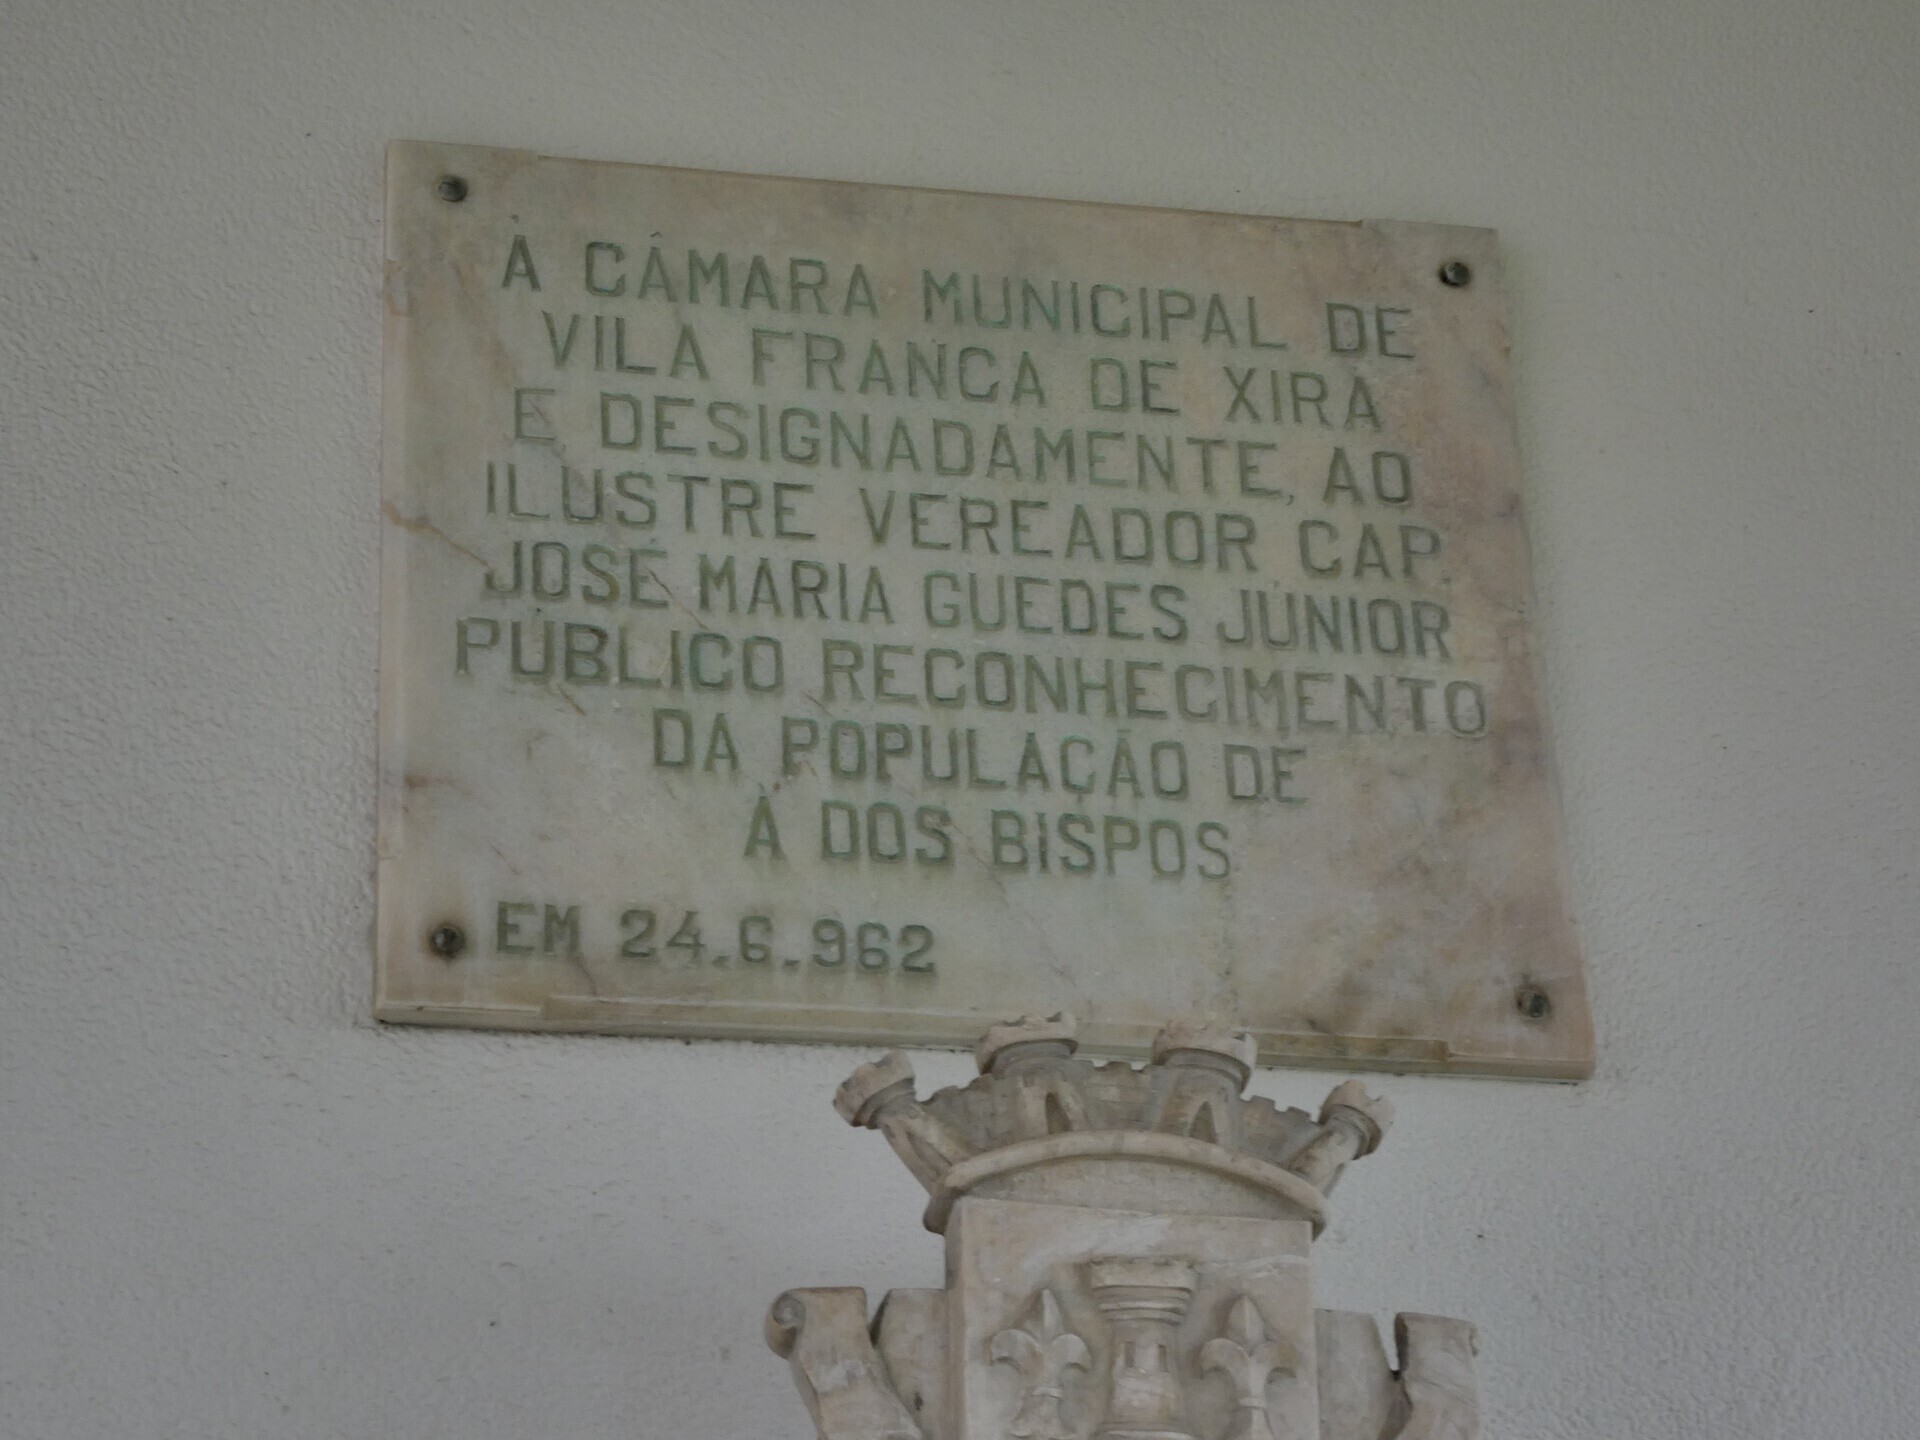 À CÂMARA MUNICIPAL DE
VILA FRANCA DE XIRA
E, DESIGNADAMENTE, AO
ILUSTRE VEREADOR CAP.
JOSÉ MARIA GUEDES JÚNIOR
PÚBLICO RECONHECIMENTO
DA POPULAÇÃO DE
À DOS BISPOS
EM 24.6.962